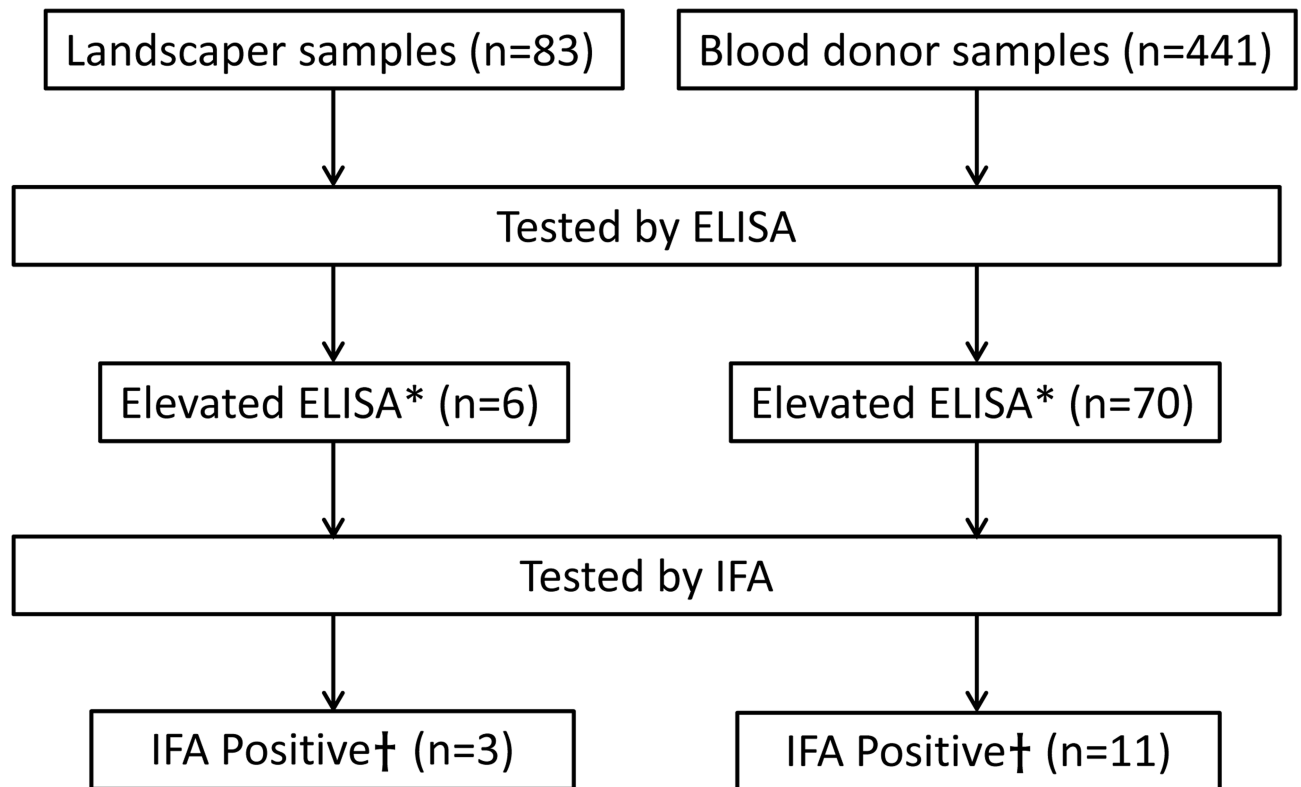 Landscaper samples (n=83)
Blood donor samples (n=441)
Tested by ELISA
Elevated ELISA* (n=6)
Elevated ELISA* (n=70)
Tested by IFA
IFA Positive† (n=3)
IFA Positive† (n=11)